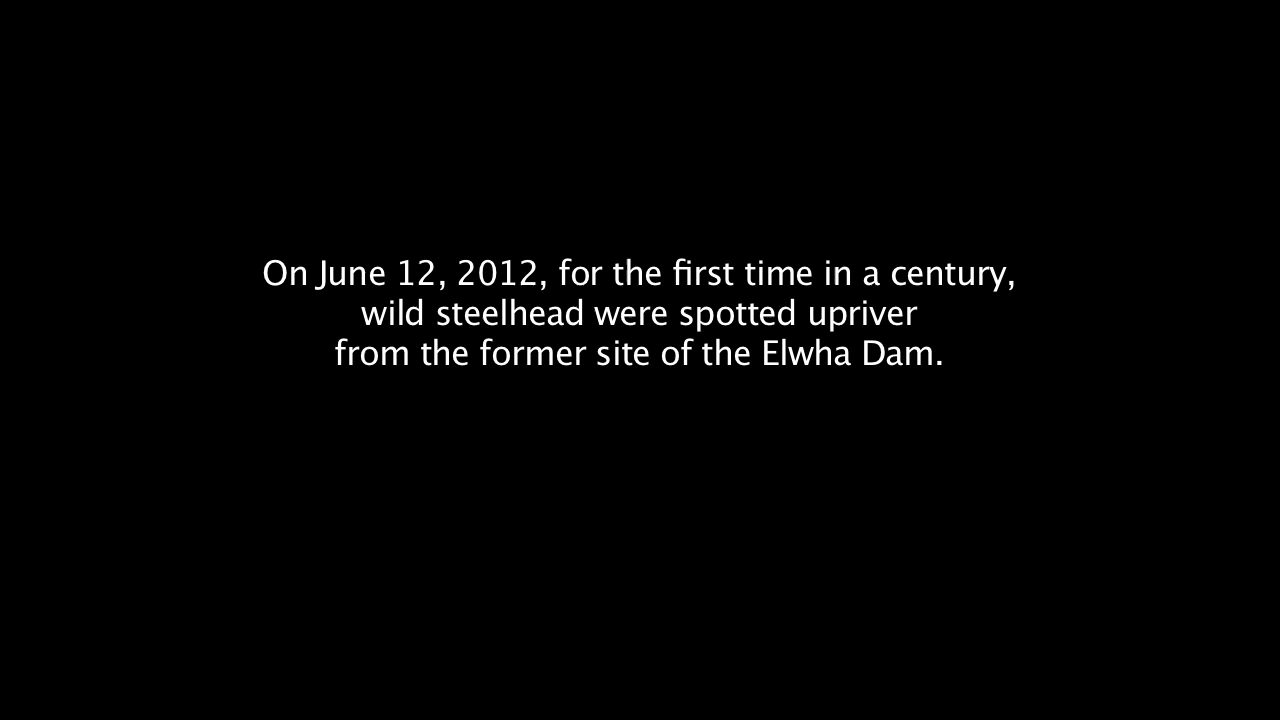 On June 12, 2012, for the first time in a century,
wild steelhead were spotted upriver
from the former site of the Elwha Dam.